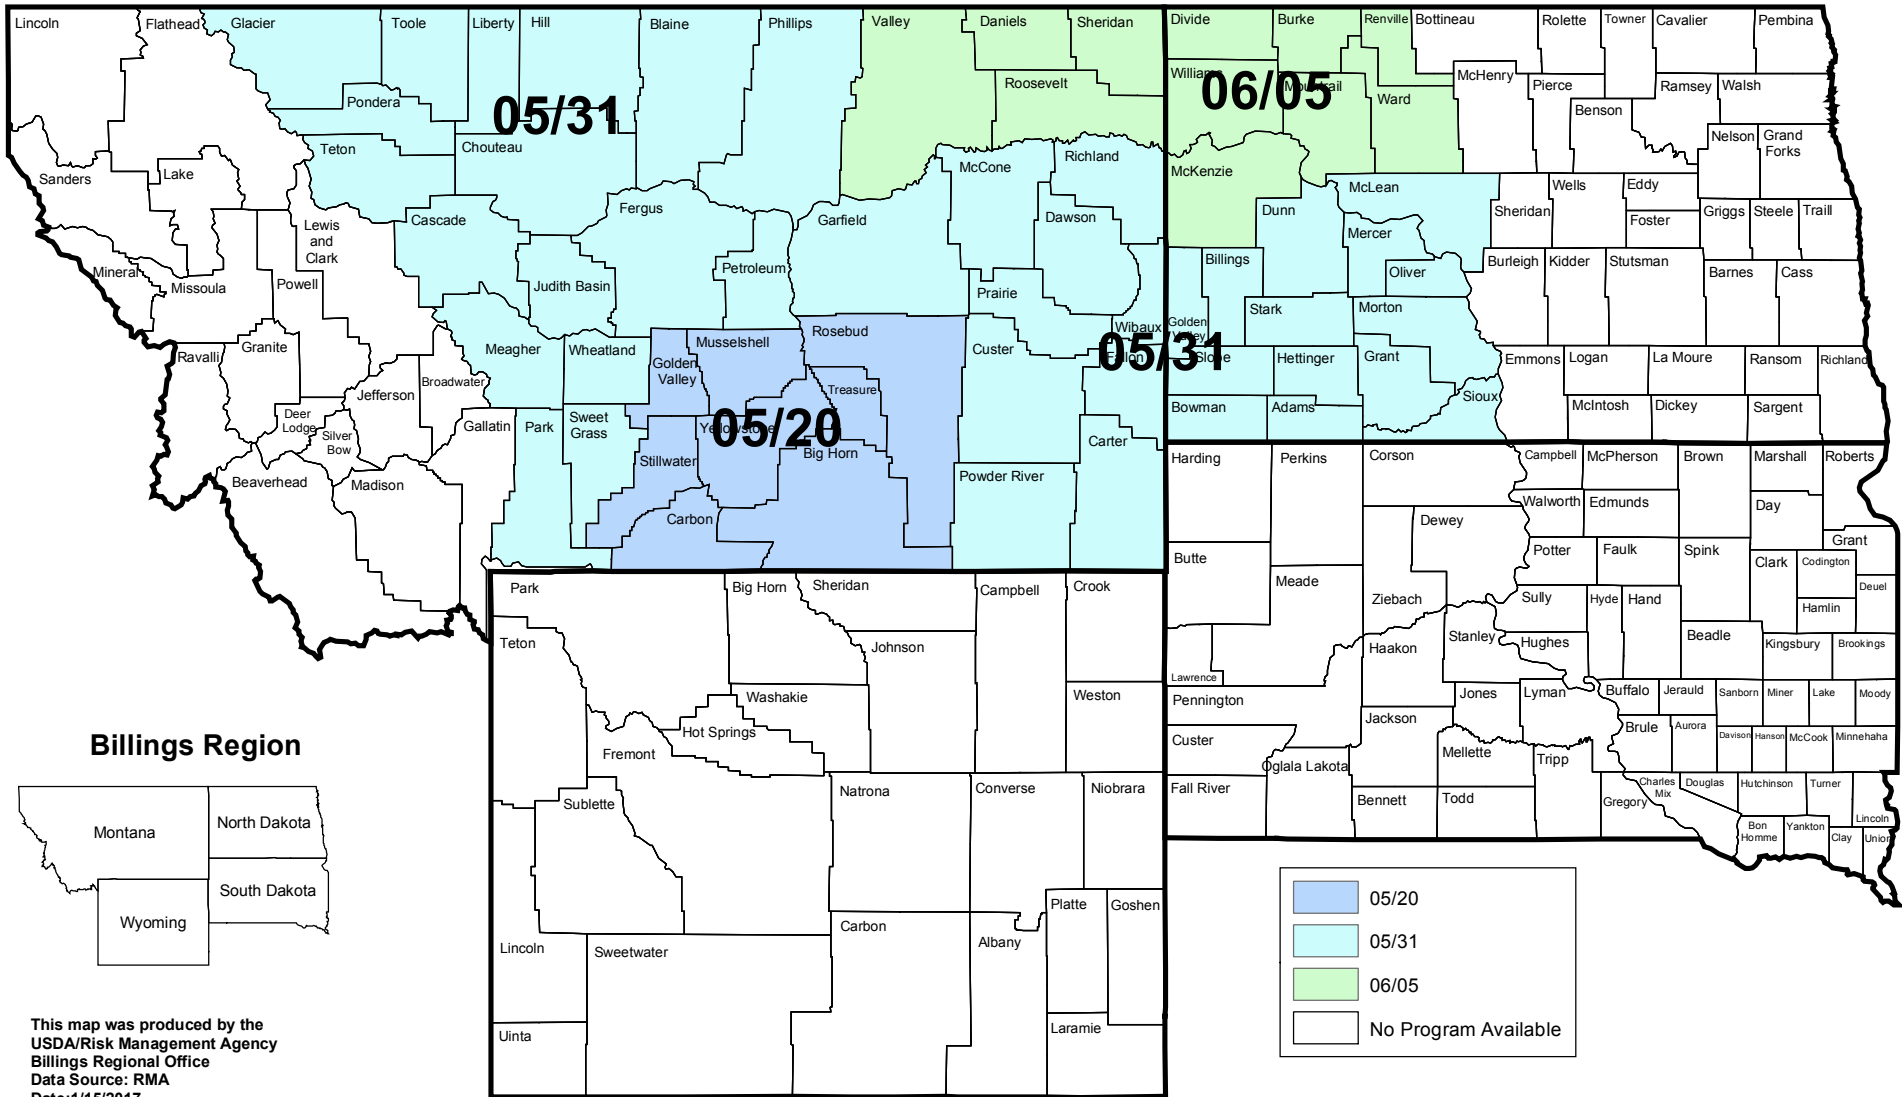 Lincoln
Flathead
Glacier
Toole
Liberty
Hill
Blaine
Phillips
Valley
Daniels
Sheridan
Roosevelt
Pondera
05/31
Teton
Chouteau
Sanders
Lake
Lewis
and
Clark
Cascade
Fergus
Garfield
McCone
Richland
Dawson
Mineral
Missoula
Powell
Judith Basin
Petroleum
Prairie
Wibaux
Ravalli
Granite
Meagher
Wheatland
Golden
Valley
Musselshell
Rosebud
Custer
Fallon
05/31
Treasure
Broadwater
Jefferson
Deer
Lodge
Silver
Bow
Gallatin
Park
Sweet
Grass
Yellowstone
05/20
Big Horn
Stillwater
Carbon
Carter
Powder River
Beaverhead
Madison
Divide
Burke
Renville
Bottineau
Rolette
Towner
Cavalier
Pembina
Williams
06/05
Mountrail
Ward
McHenry
Pierce
Benson
Ramsey
Walsh
Nelson
Grand
Forks
McKenzie
McLean
Dunn
Mercer
Oliver
Sheridan
Wells
Eddy
Foster
Griggs
Steele
Traill
Billings
Golden
Valley
Stark
Morton
Burleigh
Kidder
Stutsman
Barnes
Cass
Slope
Hettinger
Grant
Sioux
Emmons
Logan
La Moure
Ransom
Richland
Bowman
Adams
McIntosh
Dickey
Sargent
Harding
Perkins
Corson
Campbell
McPherson
Brown
Marshall
Roberts
Walworth
Edmunds
Day
Dewey
Potter
Faulk
Spink
Grant
Clark
Codington
Deuel
Hamlin
Butte
Meade
Ziebach
Sully
Hyde
Hand
Beadle
Kingsbury
Brookings
Lawrence
Haakon
Stanley
Hughes
Pennington
Jones
Lyman
Buffalo
Jerauld
Sanborn
Miner
Lake
Moody
Custer
Jackson
Mellette
Tripp
Brule
Aurora
Davison
Hanson
McCook
Minnehaha
Oglala Lakota
Fall River
Bennett
Todd
Gregory
Charles
Mix
Douglas
Hutchinson
Turner
Lincoln
Bon
Homme
Yankton
Clay
Union
Park
Big Horn
Sheridan
Campbell
Crook
Teton
Johnson
Washakie
Weston
Hot Springs
Fremont
Sublette
Natrona
Converse
Niobrara
Platte
Goshen
Lincoln
Sweetwater
Carbon
Albany
Uinta
Laramie
Billings Region
Montana
North Dakota
South Dakota
Wyoming
05/20
05/31
06/05
No Program Available
This map was produced by the
USDA/Risk Management Agency
Billings Regional Office
Data Source: RMA
Date:1/15/2017